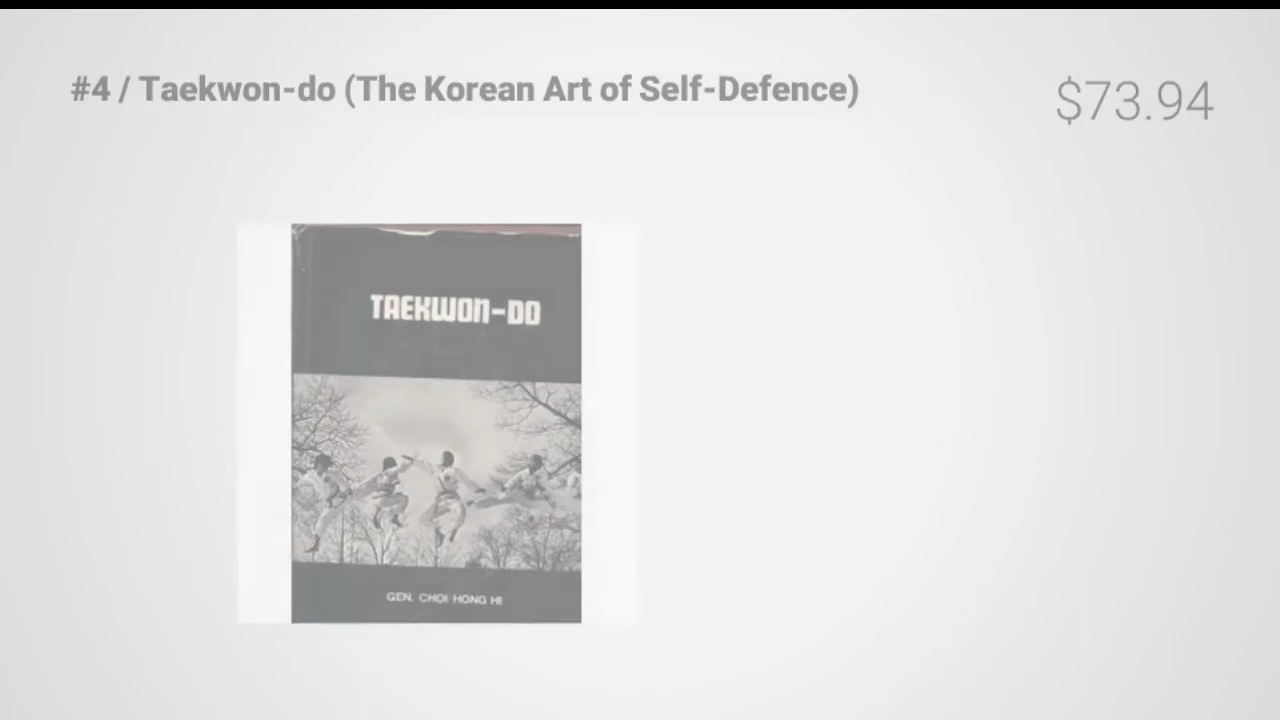 #4 / Taekwon-do (The Korean Art of Self-Defence)
$73.94
TAEKWON-DO
GEN. CHOI HONG HI